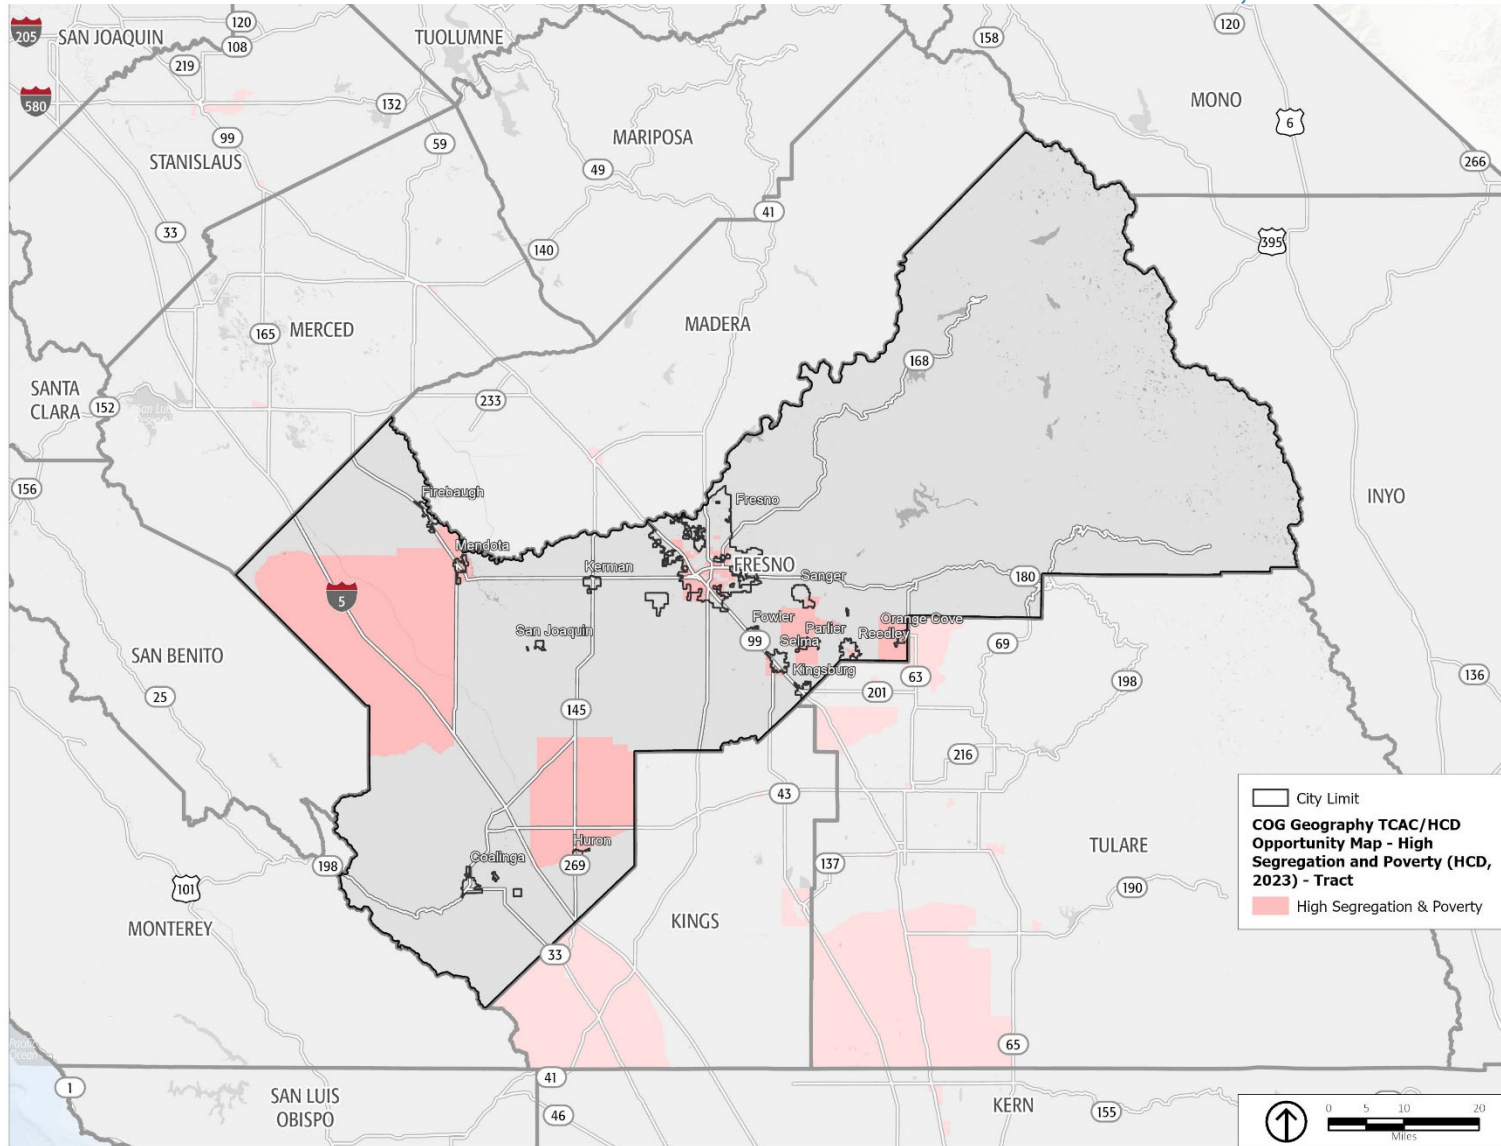 205
SAN JOAQUIN
120
108
219
TUOLUMNE
158
120
580
132
MONO
6
99
STANISLAUS
59
MARIPOSA
49
266
41
33
140
395
165
MERCED
MADERA
168
SANTA
CLARA
152
233
156
Firebaugh
Fresno
INYO
Mendota
Kerman
FRESNO
Sanger
180
5
Fowler
Orange Cove
San Joaquin
99
Parlier
Reedley
Selma
69
SAN BENITO
Kingsburg
63
198
136
25
201
145
216
43
City Limit
COG Geography TCAC/HCD
Opportunity Map - High
Segregation and Poverty (HCD,
2023) - Tract
High Segregation & Poverty
Huron
TULARE
198
Coalinga
269
137
190
101
MONTEREY
KINGS
33
Pacific
Ocean
65
1
SAN LUIS
OBISPO
41
46
KERN
155
0 5 10 20
Miles